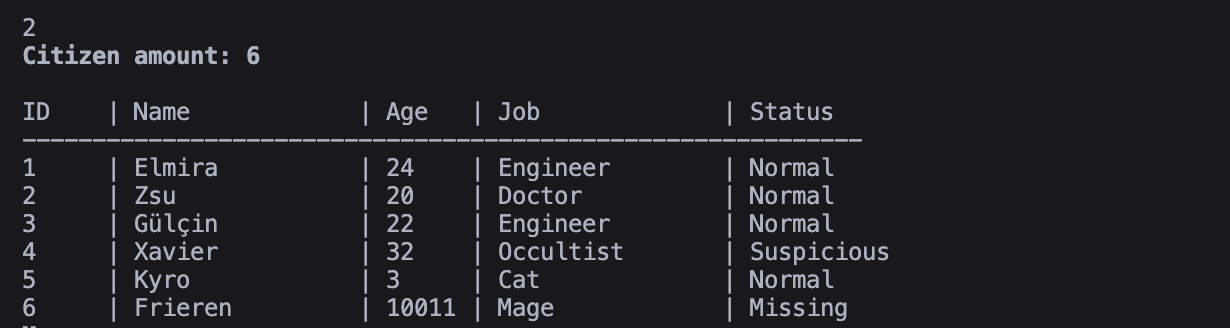 2
Citizen amount: 6
ID | Name | Age | Job | Status
------------------------------------------------------------
1 | Elmira | 24 | Engineer | Normal
2 | Zsu | 20 | Doctor | Normal
3 | Gülçin | 22 | Engineer | Normal
4 | Xavier | 32 | Occultist | Suspicious
5 | Kyro | 3 | Cat | Normal
6 | Frieren | 10011 | Mage | Missing